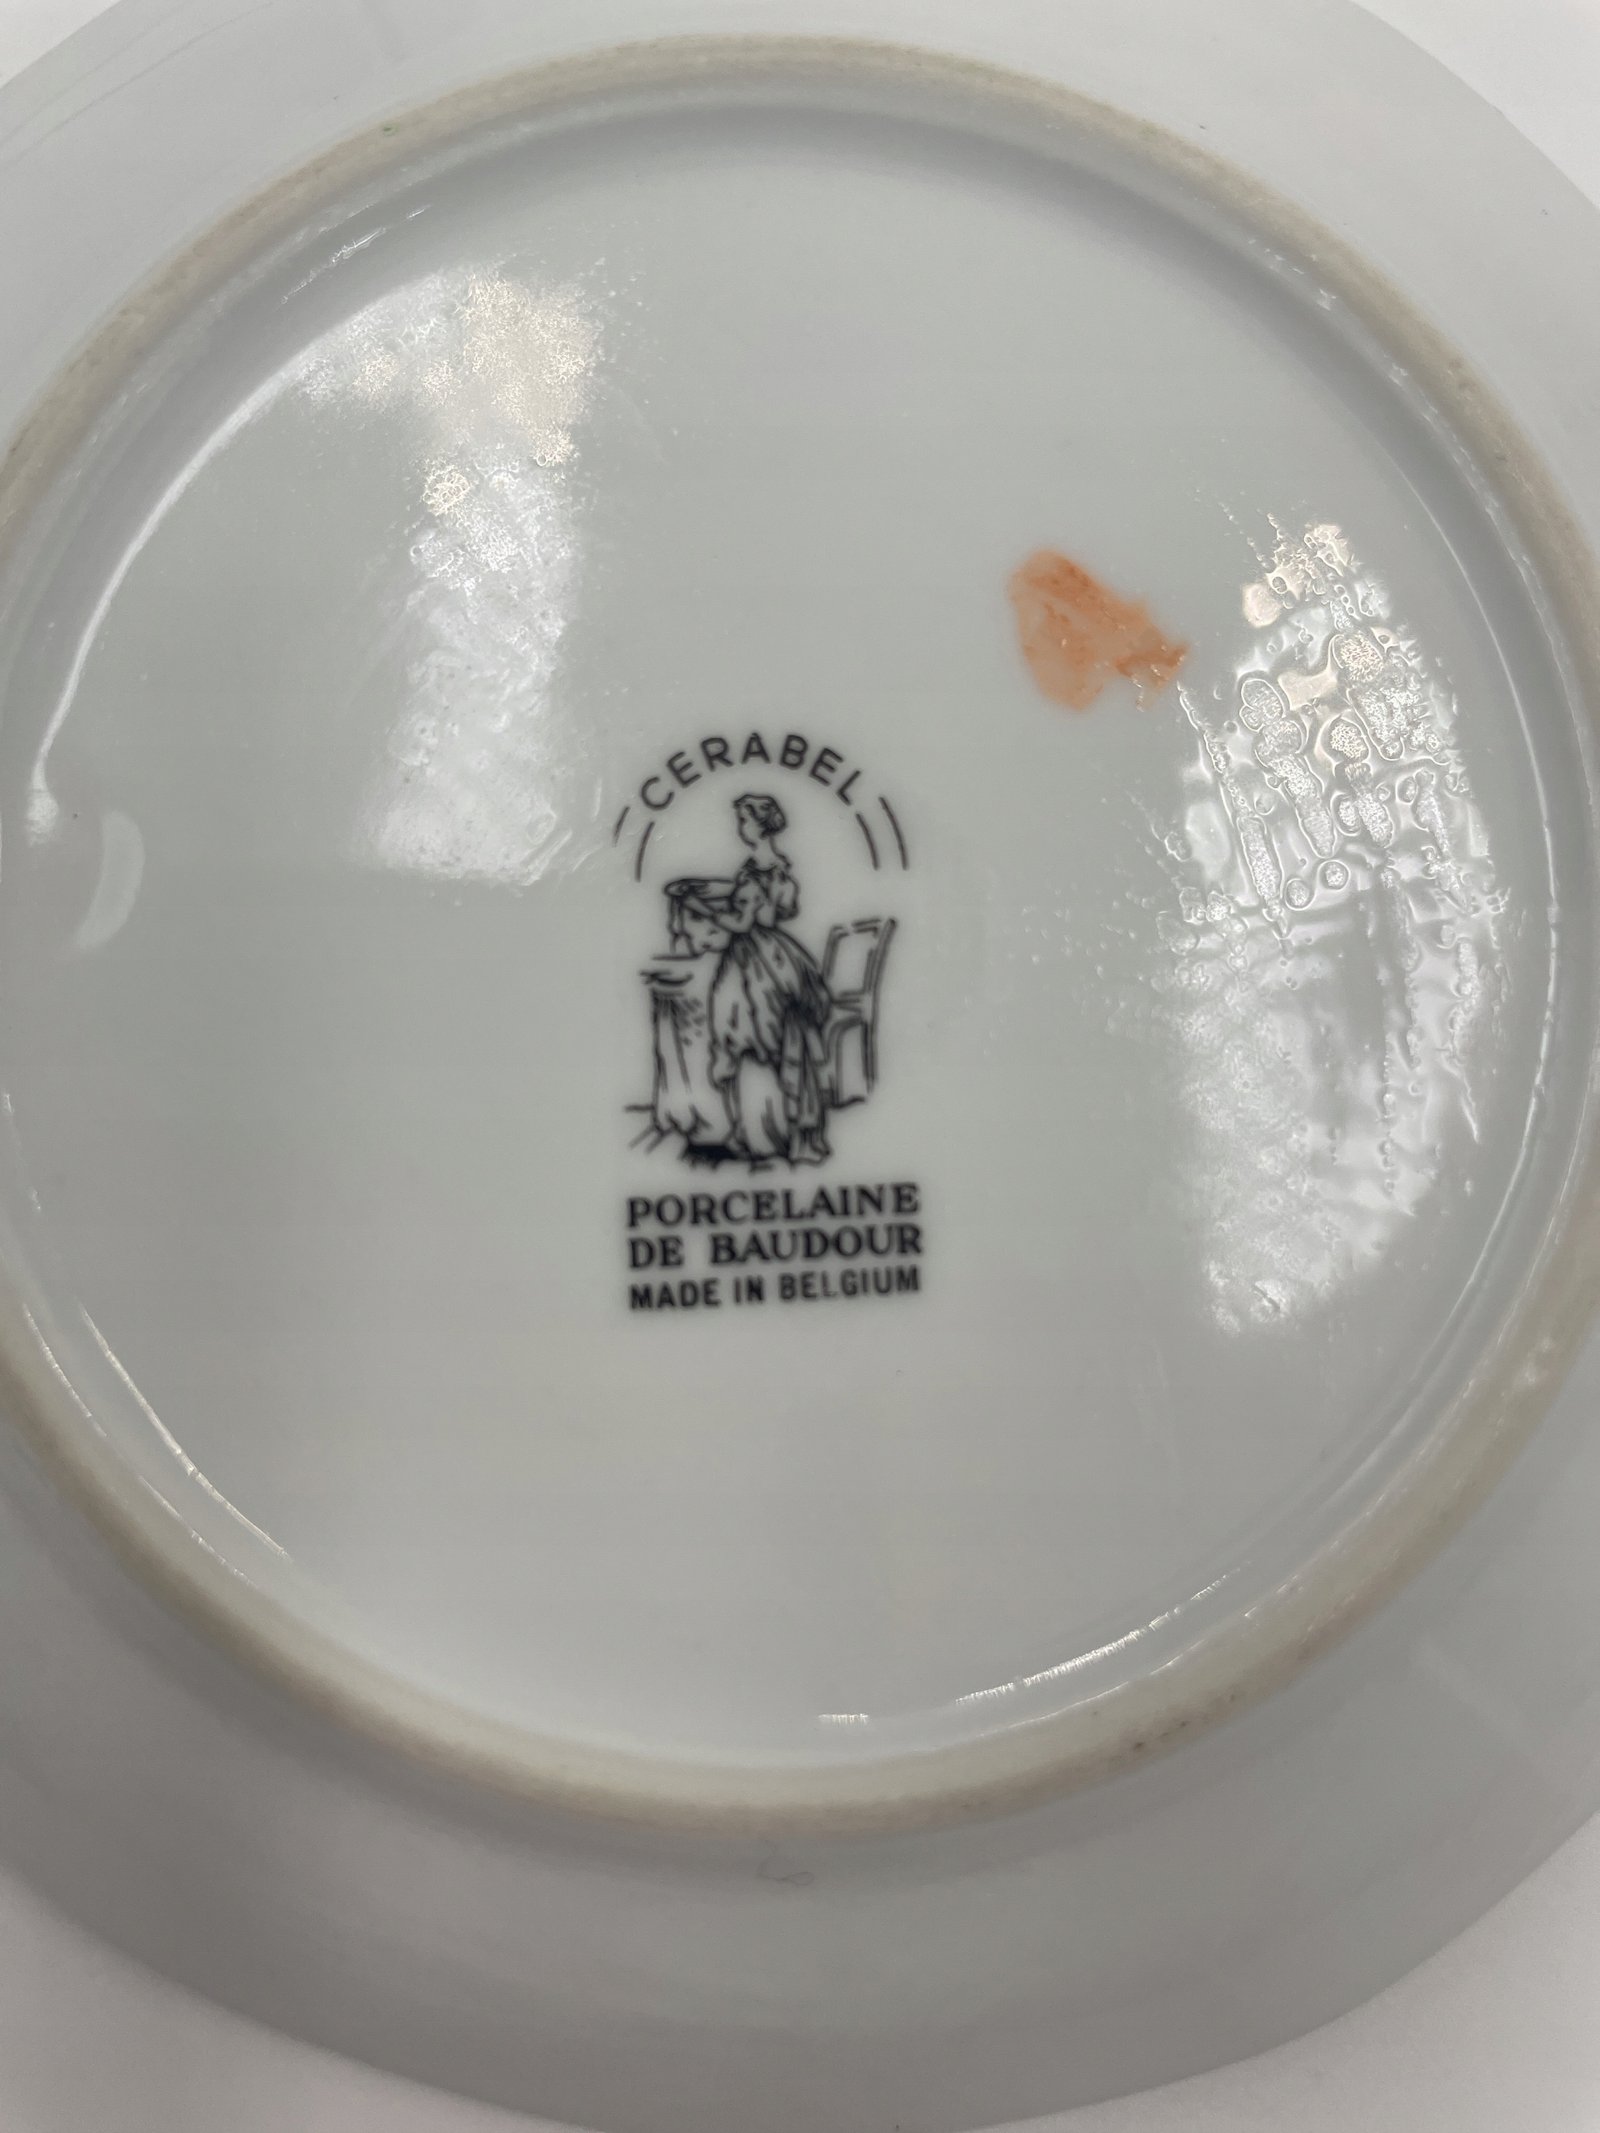 CERABEL
PORCELAINE
DE BAUDOUR
MADE IN BELGIUM